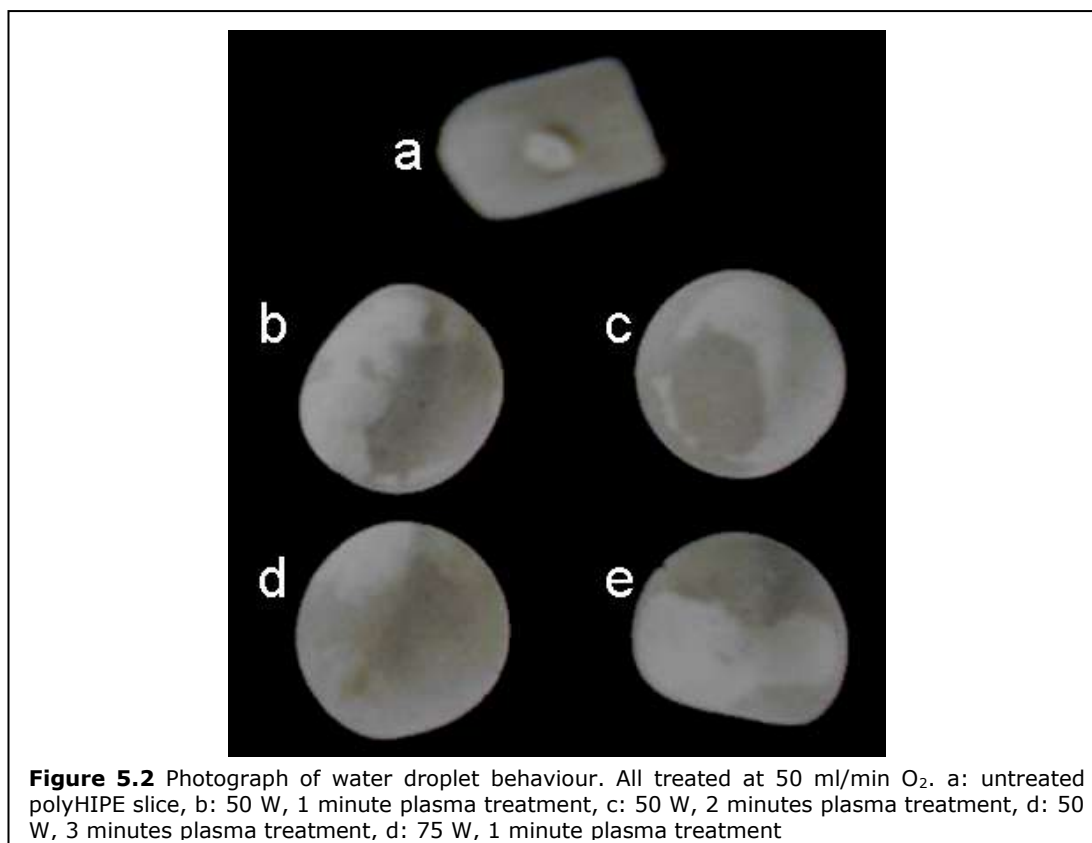 a
b c
d e
Figure 5.2 Photograph of water droplet behaviour. All treated at 50 ml/min O₂. a: untreated
polyHIPE slice, b: 50 W, 1 minute plasma treatment, c: 50 W, 2 minutes plasma treatment, d: 50
W, 3 minutes plasma treatment, d: 75 W, 1 minute plasma treatment